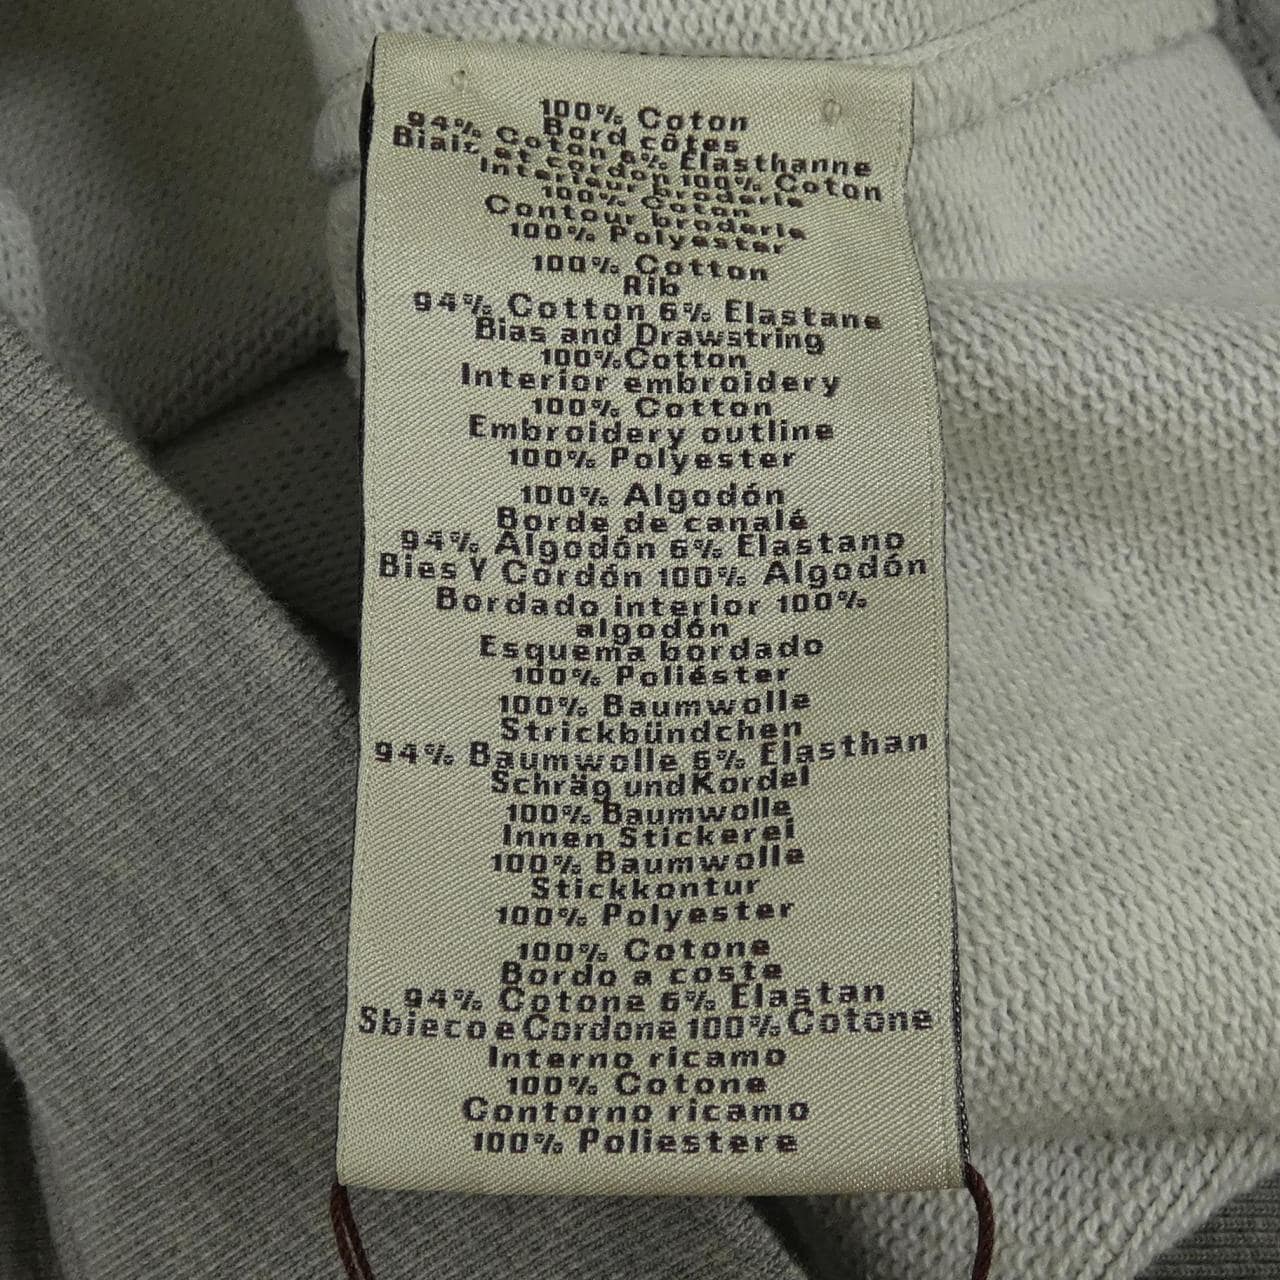 100% Coton
Bord côtes
94% Coton 6% Elasthanne
Biais et cordon 100% Coton
Interieur broderie
100% Coton
Contour broderie
100% Polyester
100% Cotton
Rib
94% Cotton 6% Elastane
Bias and Drawstring
100%Cotton
Interior embroidery
100% Cotton
Embroidery outline
100% Polyester
100% Algodón
Borde de canalé
94% Algodón 6% Elastano
Bies Y Cordón 100% Algodón
Bordado interior 100%
algodón
Esquema bordado
100% Poliéster
100% Baumwolle
Strickbündchen
94% Baumwolle 6% Elasthan
Schräg und Kordel
100% Baumwolle
Innen Stickerei
100% Baumwolle
Stickkontur
100% Polyester
100% Cotone
Bordo a coste
94% Cotone 6% Elastan
Sbieco e Cordone 100% Cotone
Interno ricamo
100% Cotone
Contorno ricamo
100% Poliestere